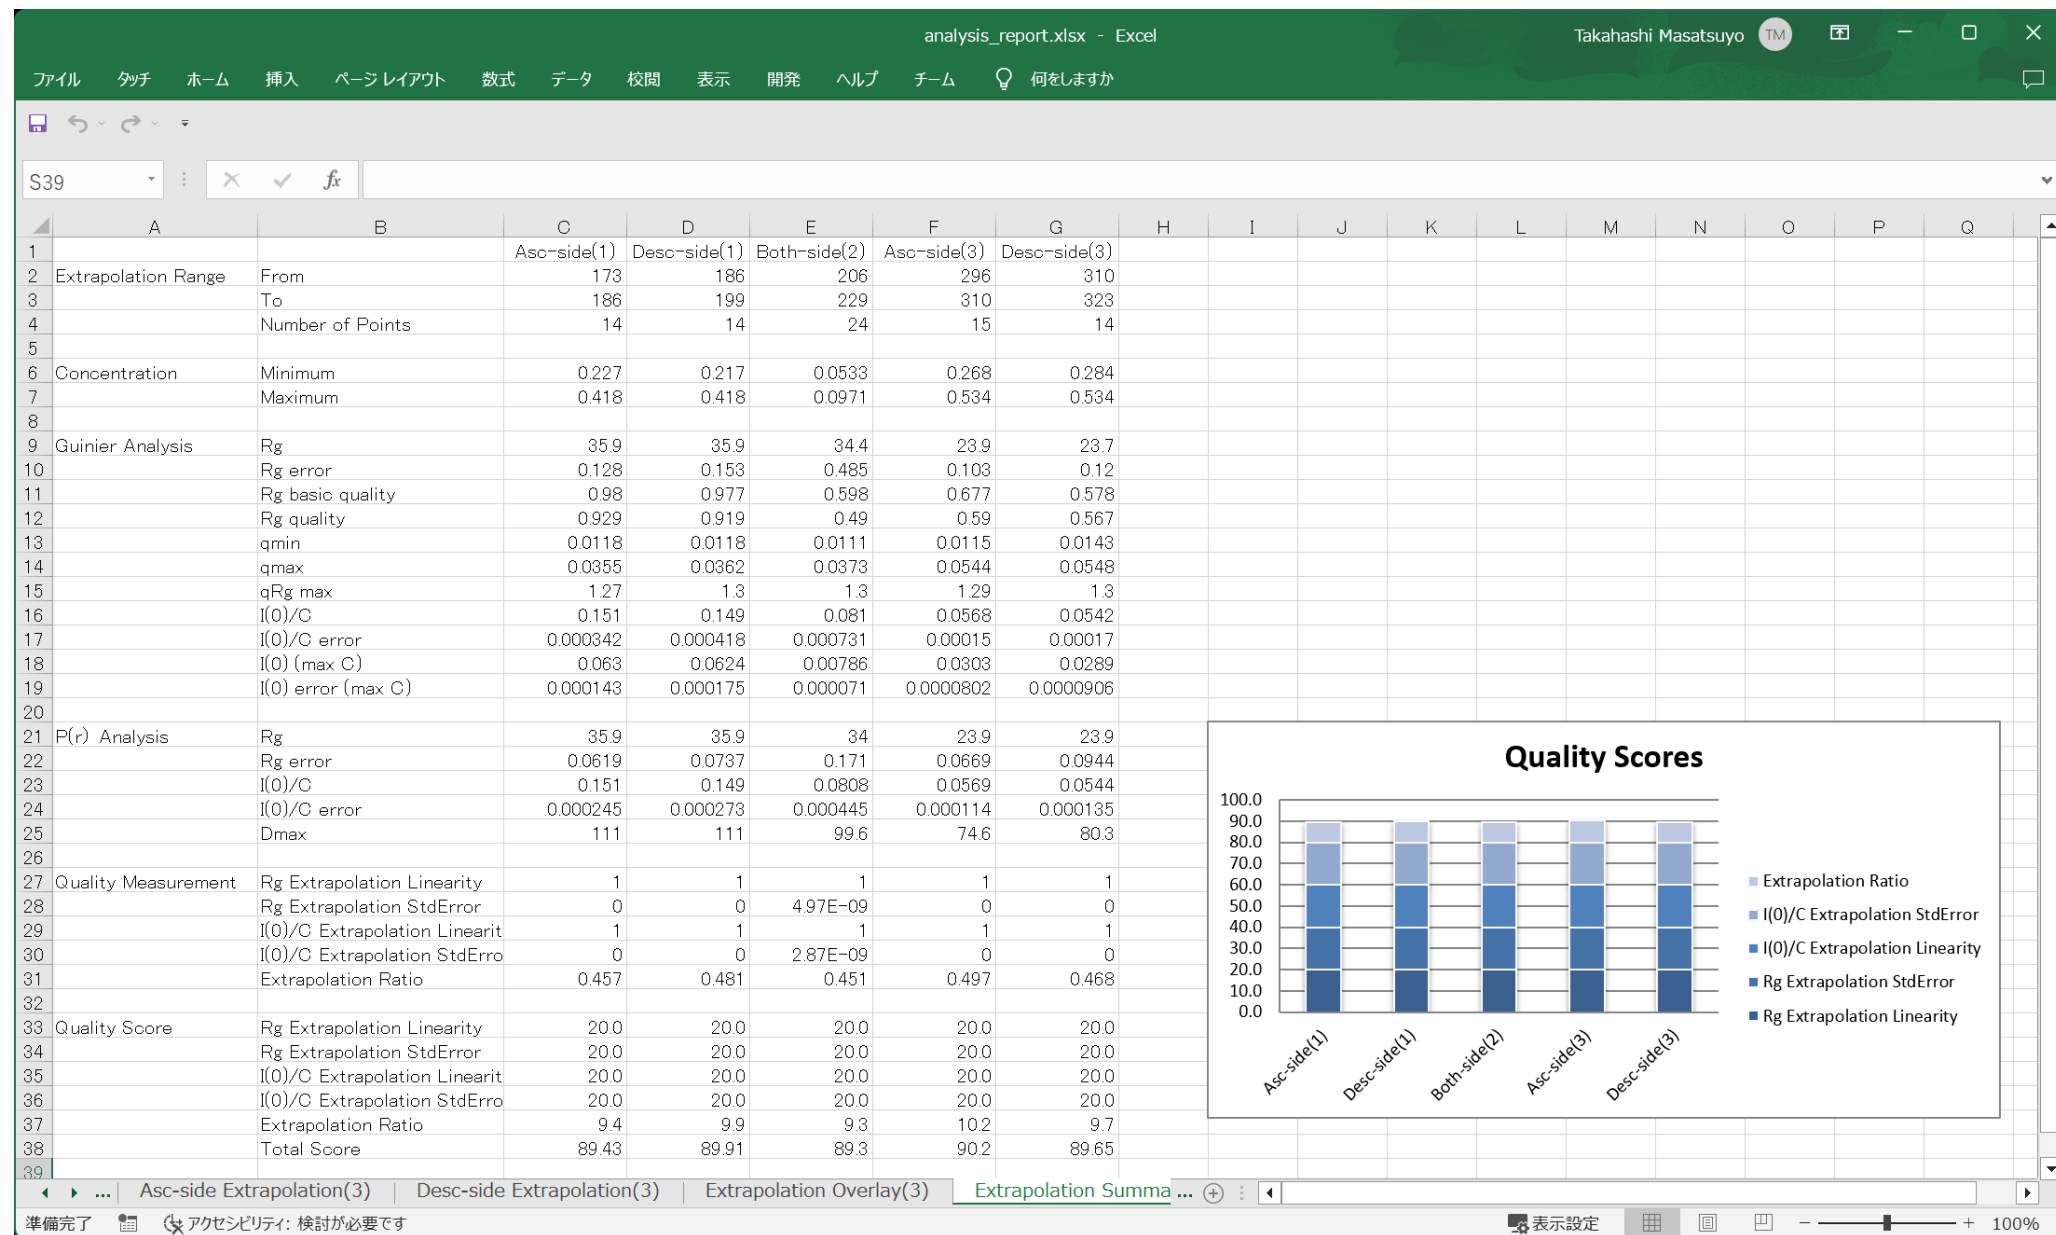 analysis_report.xlsx - Excel
Takahashi Masatsuyo TM
ファイル タッチ ホーム 挿入 ページ レイアウト 数式 データ 校閲 表示 開発 ヘルプ チーム 何をしますか
S39 fx
A B C D E F G H I J K L M N O P Q
1 Asc-side(1) Desc-side(1) Both-side(2) Asc-side(3) Desc-side(3)
2 Extrapolation Range From 173 186 206 296 310
3 To 186 199 229 310 323
4 Number of Points 14 14 24 15 14
5
6 Concentration Minimum 0.227 0.217 0.0533 0.268 0.284
7 Maximum 0.418 0.418 0.0971 0.534 0.534
8
9 Guinier Analysis Rg 35.9 35.9 34.4 23.9 23.7
10 Rg error 0.128 0.153 0.485 0.103 0.12
11 Rg basic quality 0.98 0.977 0.598 0.677 0.578
12 Rg quality 0.929 0.919 0.49 0.59 0.567
13 qmin 0.0118 0.0118 0.0111 0.0115 0.0143
14 qmax 0.0355 0.0362 0.0373 0.0544 0.0548
15 qRg max 1.27 1.3 1.3 1.29 1.3
16 I(0)/C 0.151 0.149 0.081 0.0568 0.0542
17 I(0)/C error 0.000342 0.000418 0.000731 0.00015 0.00017
18 I(0) (max C) 0.063 0.0624 0.00786 0.0303 0.0289
19 I(0) error (max C) 0.000143 0.000175 0.000071 0.0000802 0.0000906
20
21 P(r) Analysis Rg 35.9 35.9 34 23.9 23.9
22 Rg error 0.0619 0.0737 0.171 0.0669 0.0944
23 I(0)/C 0.151 0.149 0.0808 0.0569 0.0544
24 I(0)/C error 0.000245 0.000273 0.000445 0.000114 0.000135
25 Dmax 111 111 99.6 74.6 80.3
26
27 Quality Measurement Rg Extrapolation Linearity 1 1 1 1 1
28 Rg Extrapolation StdError 0 0 4.97E-09 0 0
29 I(0)/C Extrapolation Linearit 1 1 1 1 1
30 I(0)/C Extrapolation StdErro 0 0 2.87E-09 0 0
31 Extrapolation Ratio 0.457 0.481 0.451 0.497 0.468
32
33 Quality Score Rg Extrapolation Linearity 20.0 20.0 20.0 20.0 20.0
34 Rg Extrapolation StdError 20.0 20.0 20.0 20.0 20.0
35 I(0)/C Extrapolation Linearit 20.0 20.0 20.0 20.0 20.0
36 I(0)/C Extrapolation StdErro 20.0 20.0 20.0 20.0 20.0
37 Extrapolation Ratio 9.4 9.9 9.3 10.2 9.7
38 Total Score 89.43 89.91 89.3 90.2 89.65
39
Quality Scores
100.0
90.0
80.0
70.0
60.0
50.0
40.0
30.0
20.0
10.0
0.0
Asc-side(1) Desc-side(1) Both-side(2) Asc-side(3) Desc-side(3)
Extrapolation Ratio
I(0)/C Extrapolation StdError
I(0)/C Extrapolation Linearity
Rg Extrapolation StdError
Rg Extrapolation Linearity
... Asc-side Extrapolation(3) Desc-side Extrapolation(3) Extrapolation Overlay(3) Extrapolation Summa ...
準備完了 アクセシビリティ: 検討が必要です 表示設定 − + 100%